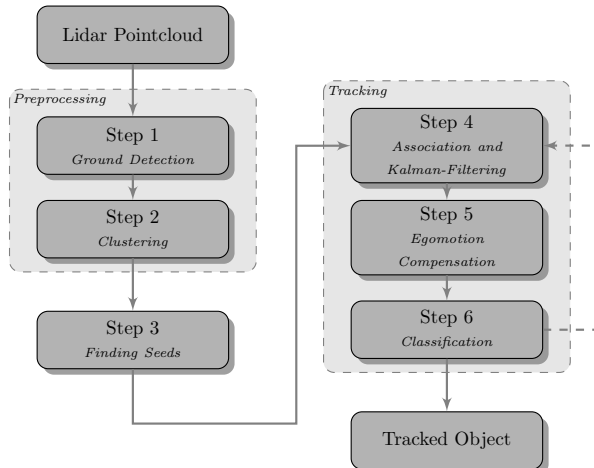 Lidar Pointcloud
Preprocessing
Step 1
Ground Detection
Step 2
Clustering
Step 3
Finding Seeds
Tracking
Step 4
Association and
Kalman-Filtering
Step 5
Egomotion
Compensation
Step 6
Classification
Tracked Object